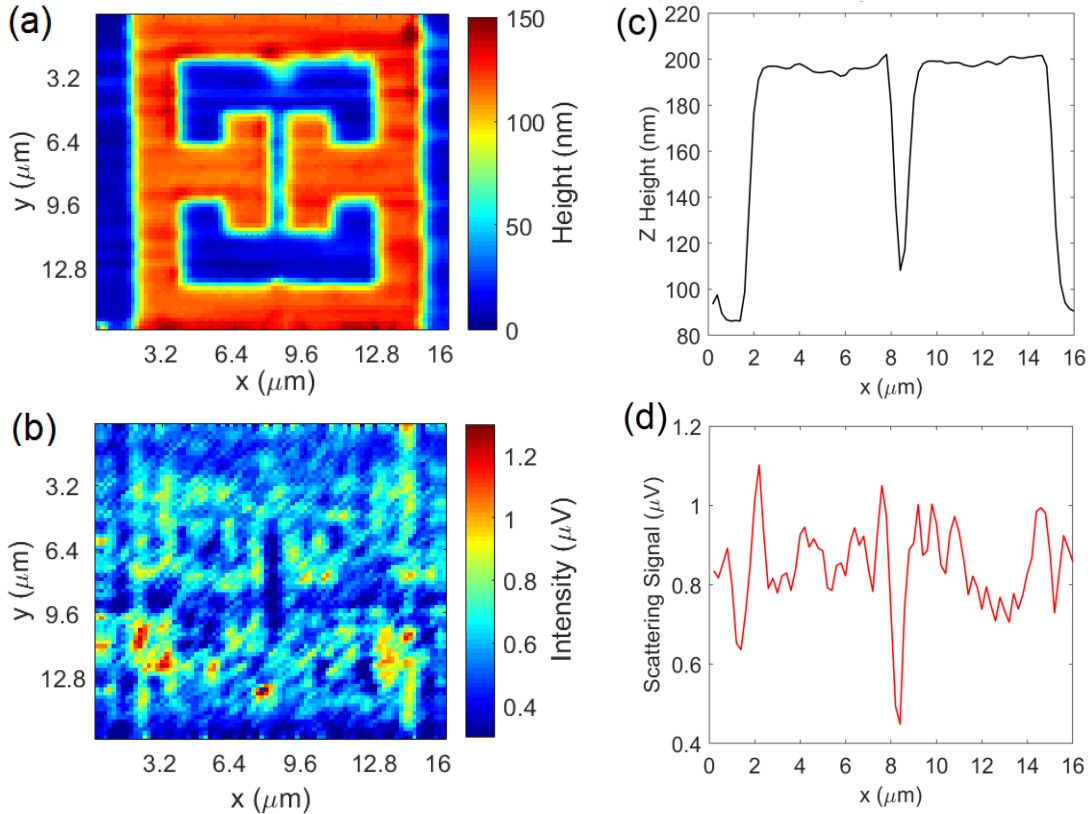 (a)
150
100
50
0
Height (nm)
3.2
6.4
9.6
12.8
y (μm)
3.2 6.4 9.6 12.8 16
x (μm)
(c)
220
200
180
160
140
120
100
80
Z Height (nm)
0 2 4 6 8 10 12 14 16
x (μm)
(b)
1.2
1
0.8
0.6
0.4
Intensity (μV)
3.2
6.4
9.6
12.8
y (μm)
3.2 6.4 9.6 12.8 16
x (μm)
(d)
1.2
1
0.8
0.6
0.4
Scattering Signal (μV)
0 2 4 6 8 10 12 14 16
x (μm)